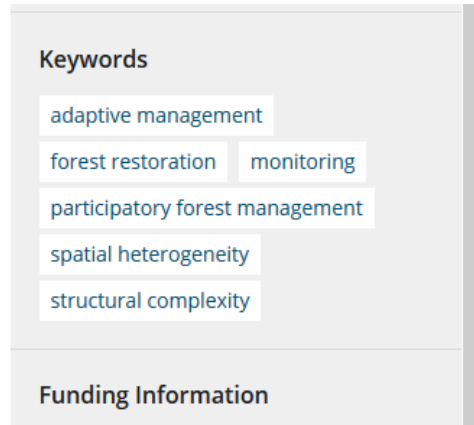 Keywords
adaptive management
forest restoration monitoring
participatory forest management
spatial heterogeneity
structural complexity
Funding Information